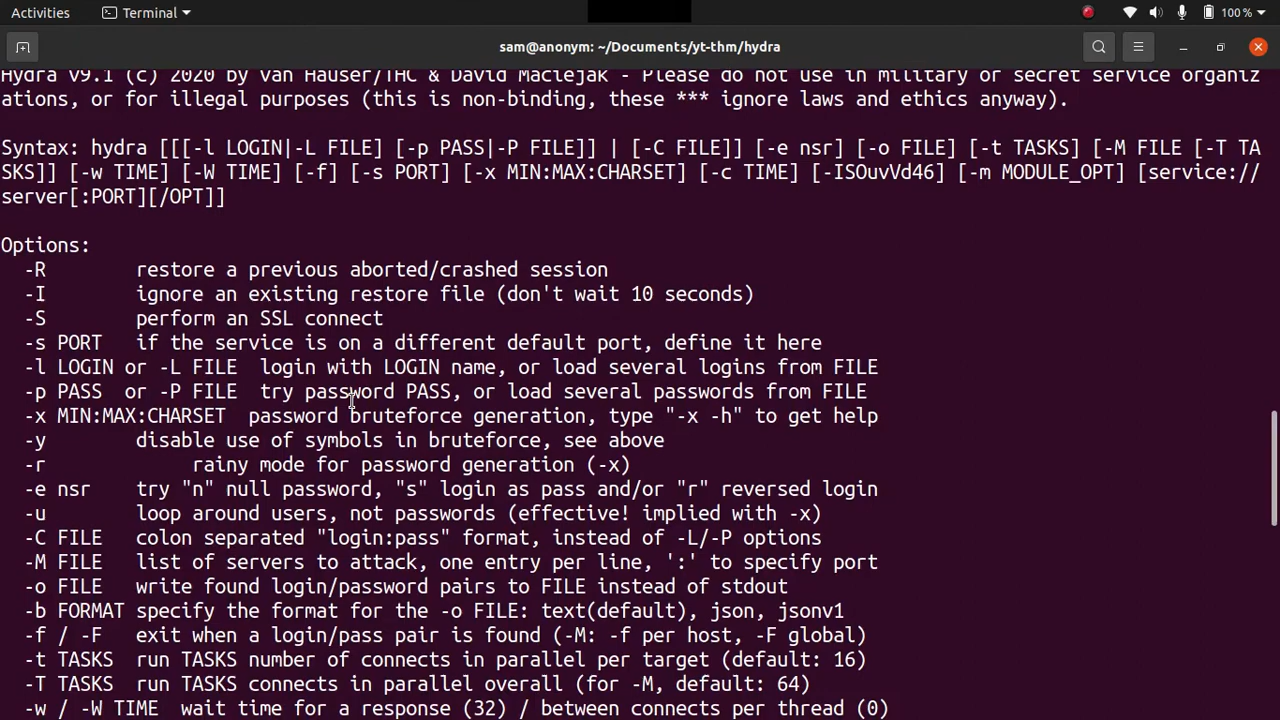 Activities
Terminal
100 %
sam@anonym: ~/Documents/yt-thm/hydra
Hydra v9.1 (c) 2020 by van Hauser/THC & David Maciejak - Please do not use in military or secret service organiz
ations, or for illegal purposes (this is non-binding, these *** ignore laws and ethics anyway).
Syntax: hydra [[[-l LOGIN|-L FILE] [-p PASS|-P FILE]] | [-C FILE]] [-e nsr] [-o FILE] [-t TASKS] [-M FILE [-T TA
SKS]] [-w TIME] [-W TIME] [-f] [-s PORT] [-x MIN:MAX:CHARSET] [-c TIME] [-ISOuvVd46] [-m MODULE_OPT] [service://
server[:PORT][/OPT]]
Options:
-R restore a previous aborted/crashed session
-I ignore an existing restore file (don't wait 10 seconds)
-S perform an SSL connect
-s PORT if the service is on a different default port, define it here
-l LOGIN or -L FILE login with LOGIN name, or load several logins from FILE
-p PASS or -P FILE try password PASS, or load several passwords from FILE
-x MIN:MAX:CHARSET password bruteforce generation, type "-x -h" to get help
-y disable use of symbols in bruteforce, see above
-r rainy mode for password generation (-x)
-e nsr try "n" null password, "s" login as pass and/or "r" reversed login
-u loop around users, not passwords (effective! implied with -x)
-C FILE colon separated "login:pass" format, instead of -L/-P options
-M FILE list of servers to attack, one entry per line, ':' to specify port
-o FILE write found login/password pairs to FILE instead of stdout
-b FORMAT specify the format for the -o FILE: text(default), json, jsonv1
-f / -F exit when a login/pass pair is found (-M: -f per host, -F global)
-t TASKS run TASKS number of connects in parallel per target (default: 16)
-T TASKS run TASKS connects in parallel overall (for -M, default: 64)
-w / -W TIME wait time for a response (32) / between connects per thread (0)